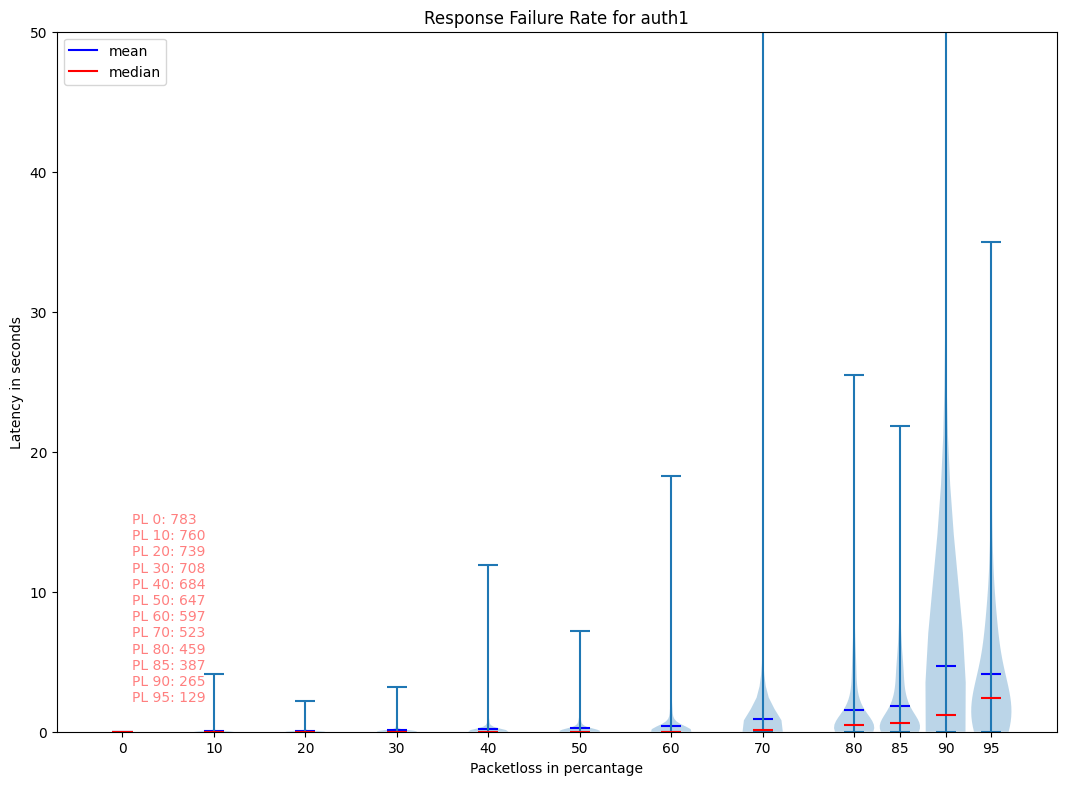 Response Failure Rate for auth1
mean
median
50
40
30
20
10
0
Latency in seconds
PL 0: 783
PL 10: 760
PL 20: 739
PL 30: 708
PL 40: 684
PL 50: 647
PL 60: 597
PL 70: 523
PL 80: 459
PL 85: 387
PL 90: 265
PL 95: 129
0 10 20 30 40 50 60 70 80 85 90 95
Packetloss in percantage